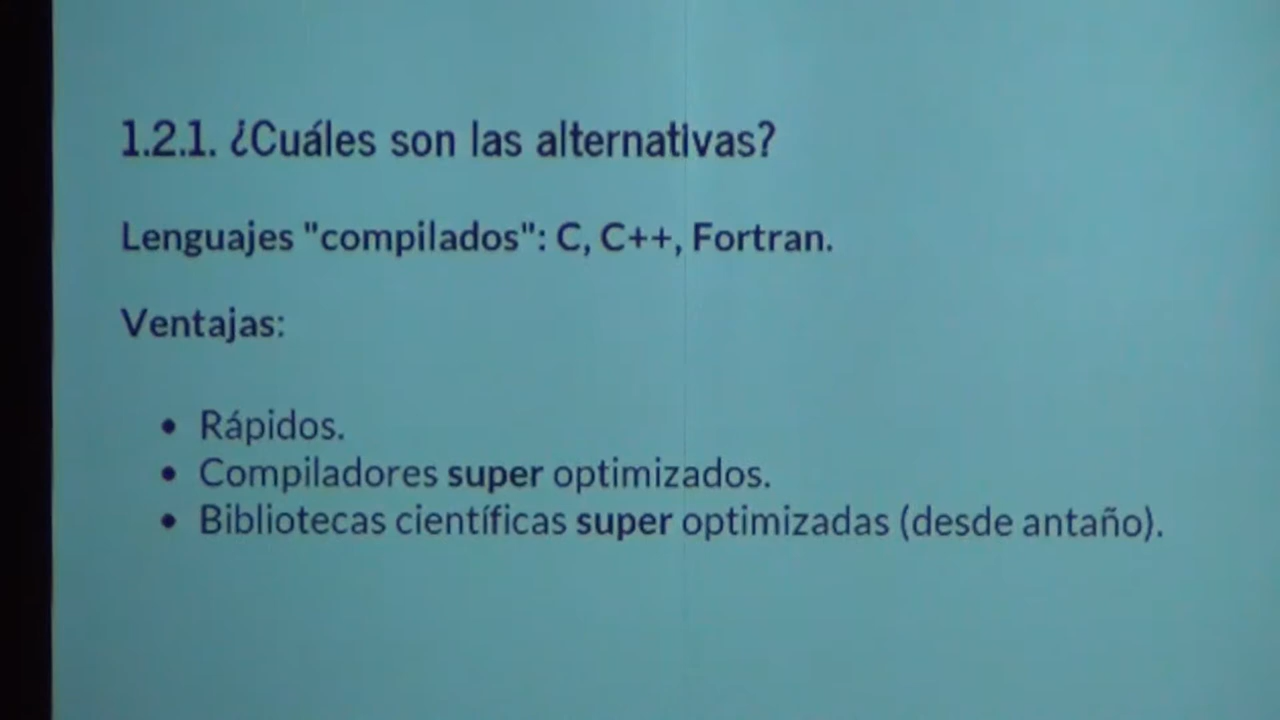 1.2.1. ¿Cuáles son las alternativas?
Lenguajes "compilados": C, C++, Fortran.
Ventajas:
• Rápidos.
• Compiladores super optimizados.
• Bibliotecas científicas super optimizadas (desde antaño).